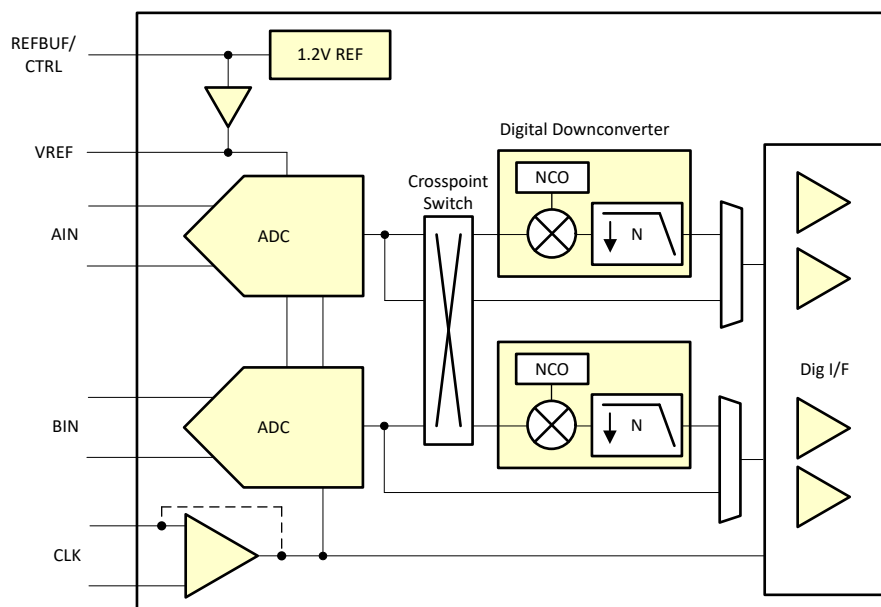 REFBUF/
CTRL
1.2V REF
VREF
Digital Downconverter
Crosspoint
Switch
NCO
AIN
ADC
N
NCO
Dig I/F
BIN
ADC
N
CLK